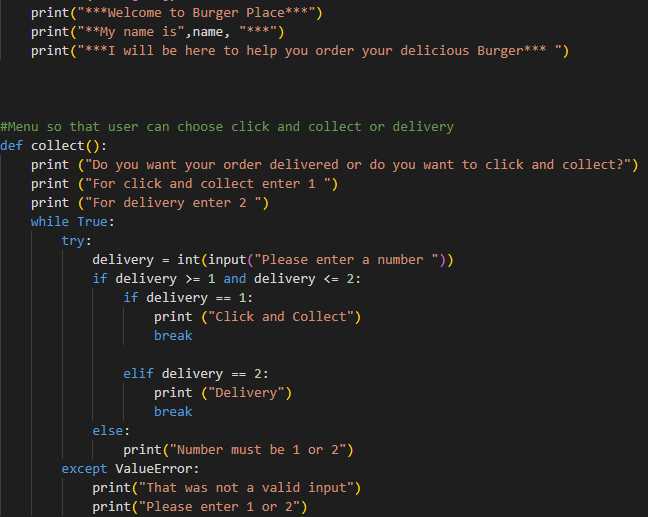 print("***Welcome to Burger Place***")
print("**My name is",name, "***")
print("***I will be here to help you order your delicious Burger*** ")
#Menu so that user can choose click and collect or delivery
def collect():
    print ("Do you want your order delivered or do you want to click and collect?")
    print ("For click and collect enter 1 ")
    print ("For delivery enter 2 ")
    while True:
        try:
            delivery = int(input("Please enter a number "))
            if delivery >= 1 and delivery <= 2:
                if delivery == 1:
                    print ("Click and Collect")
                    break
                elif delivery == 2:
                    print ("Delivery")
                    break
            else:
                print("Number must be 1 or 2")
        except ValueError:
            print("That was not a valid input")
            print("Please enter 1 or 2")